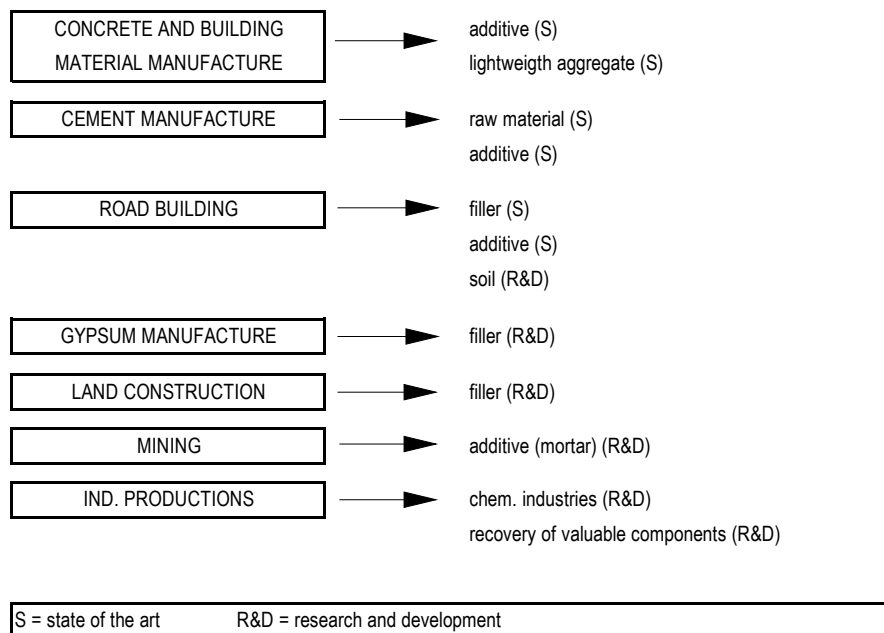 CONCRETE AND BUILDING additive (S)
MATERIAL MANUFACTURE lightweigth aggregate (S)
CEMENT MANUFACTURE raw material (S)
additive (S)
ROAD BUILDING filler (S)
additive (S)
soil (R&D)
GYPSUM MANUFACTURE filler (R&D)
LAND CONSTRUCTION filler (R&D)
MINING additive (mortar) (R&D)
IND. PRODUCTIONS chem. industries (R&D)
recovery of valuable components (R&D)
S = state of the art R&D = research and development